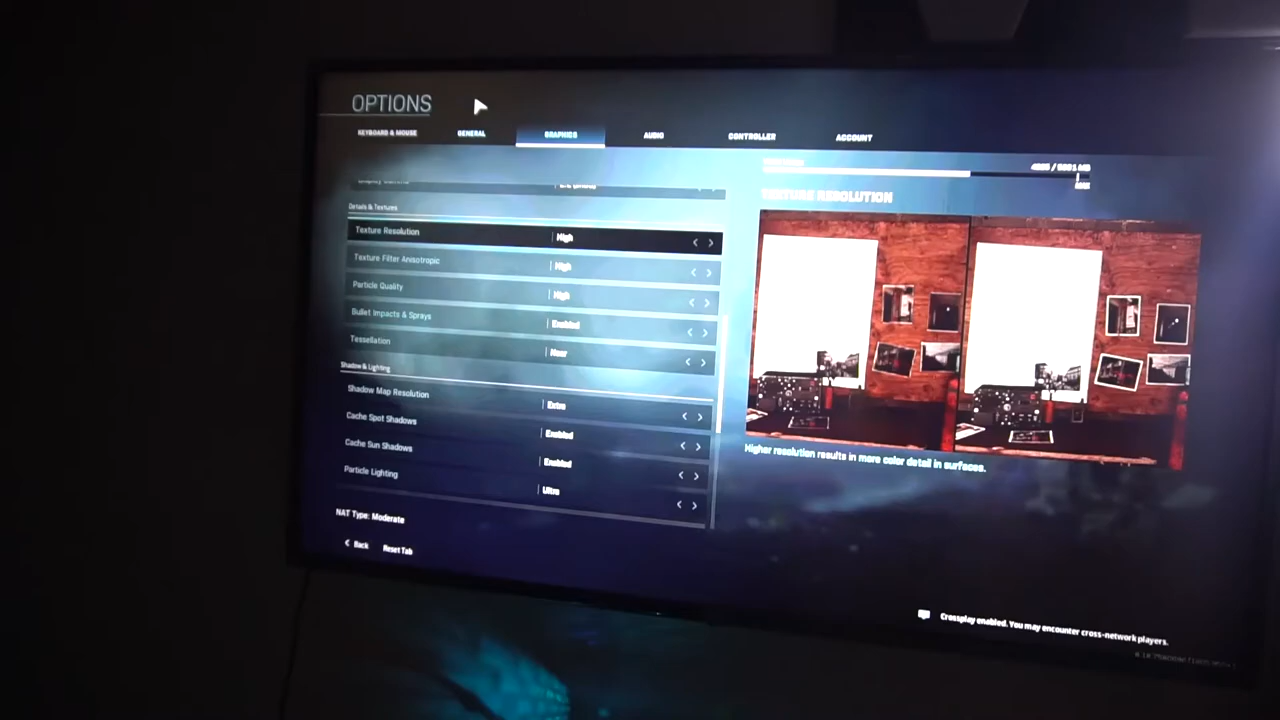 OPTIONS
KEYBOARD & MOUSE
GENERAL
GRAPHICS
AUDIO
CONTROLLER
ACCOUNT
Details & Textures
Texture Resolution High
Texture Filter Anisotropic High
Particle Quality High
Bullet Impacts & Sprays Enabled
Tessellation Near
Shadow & Lighting
Shadow Map Resolution Extra
Cache Spot Shadows Enabled
Cache Sun Shadows Enabled
Particle Lighting Ultra
NAT Type: Moderate
Back Reset Tab
TEXTURE RESOLUTION
Higher resolution results in more color detail in surfaces.
Crossplay enabled. You may encounter cross-network players.